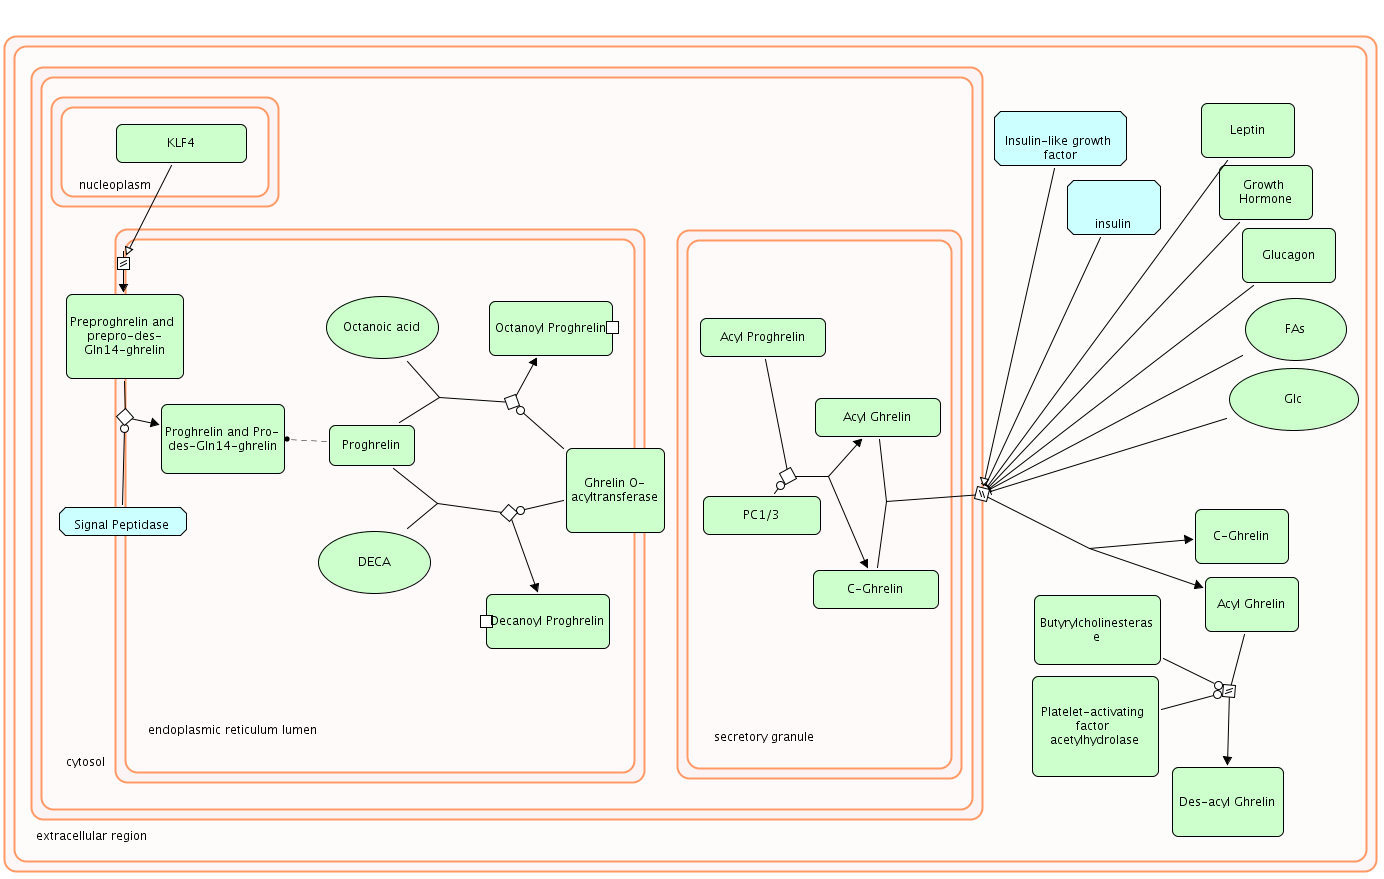 KLF4
nucleoplasm
Preproghrelin and
prepro-des-
Gln14-ghrelin
Proghrelin and Pro-
des-Gln14-ghrelin
Signal Peptidase
Octanoic acid
Octanoyl Proghrelin
Proghrelin
Ghrelin O-
acyltransferase
DECA
Decanoyl Proghrelin
endoplasmic reticulum lumen
cytosol
extracellular region
Acyl Proghrelin
Acyl Ghrelin
PC1/3
C-Ghrelin
secretory granule
Insulin-like growth
factor
insulin
Leptin
Growth
Hormone
Glucagon
FAs
Glc
C-Ghrelin
Acyl Ghrelin
Butyrylcholinesteras
e
Platelet-activating
factor
acetylhydrolase
Des-acyl Ghrelin